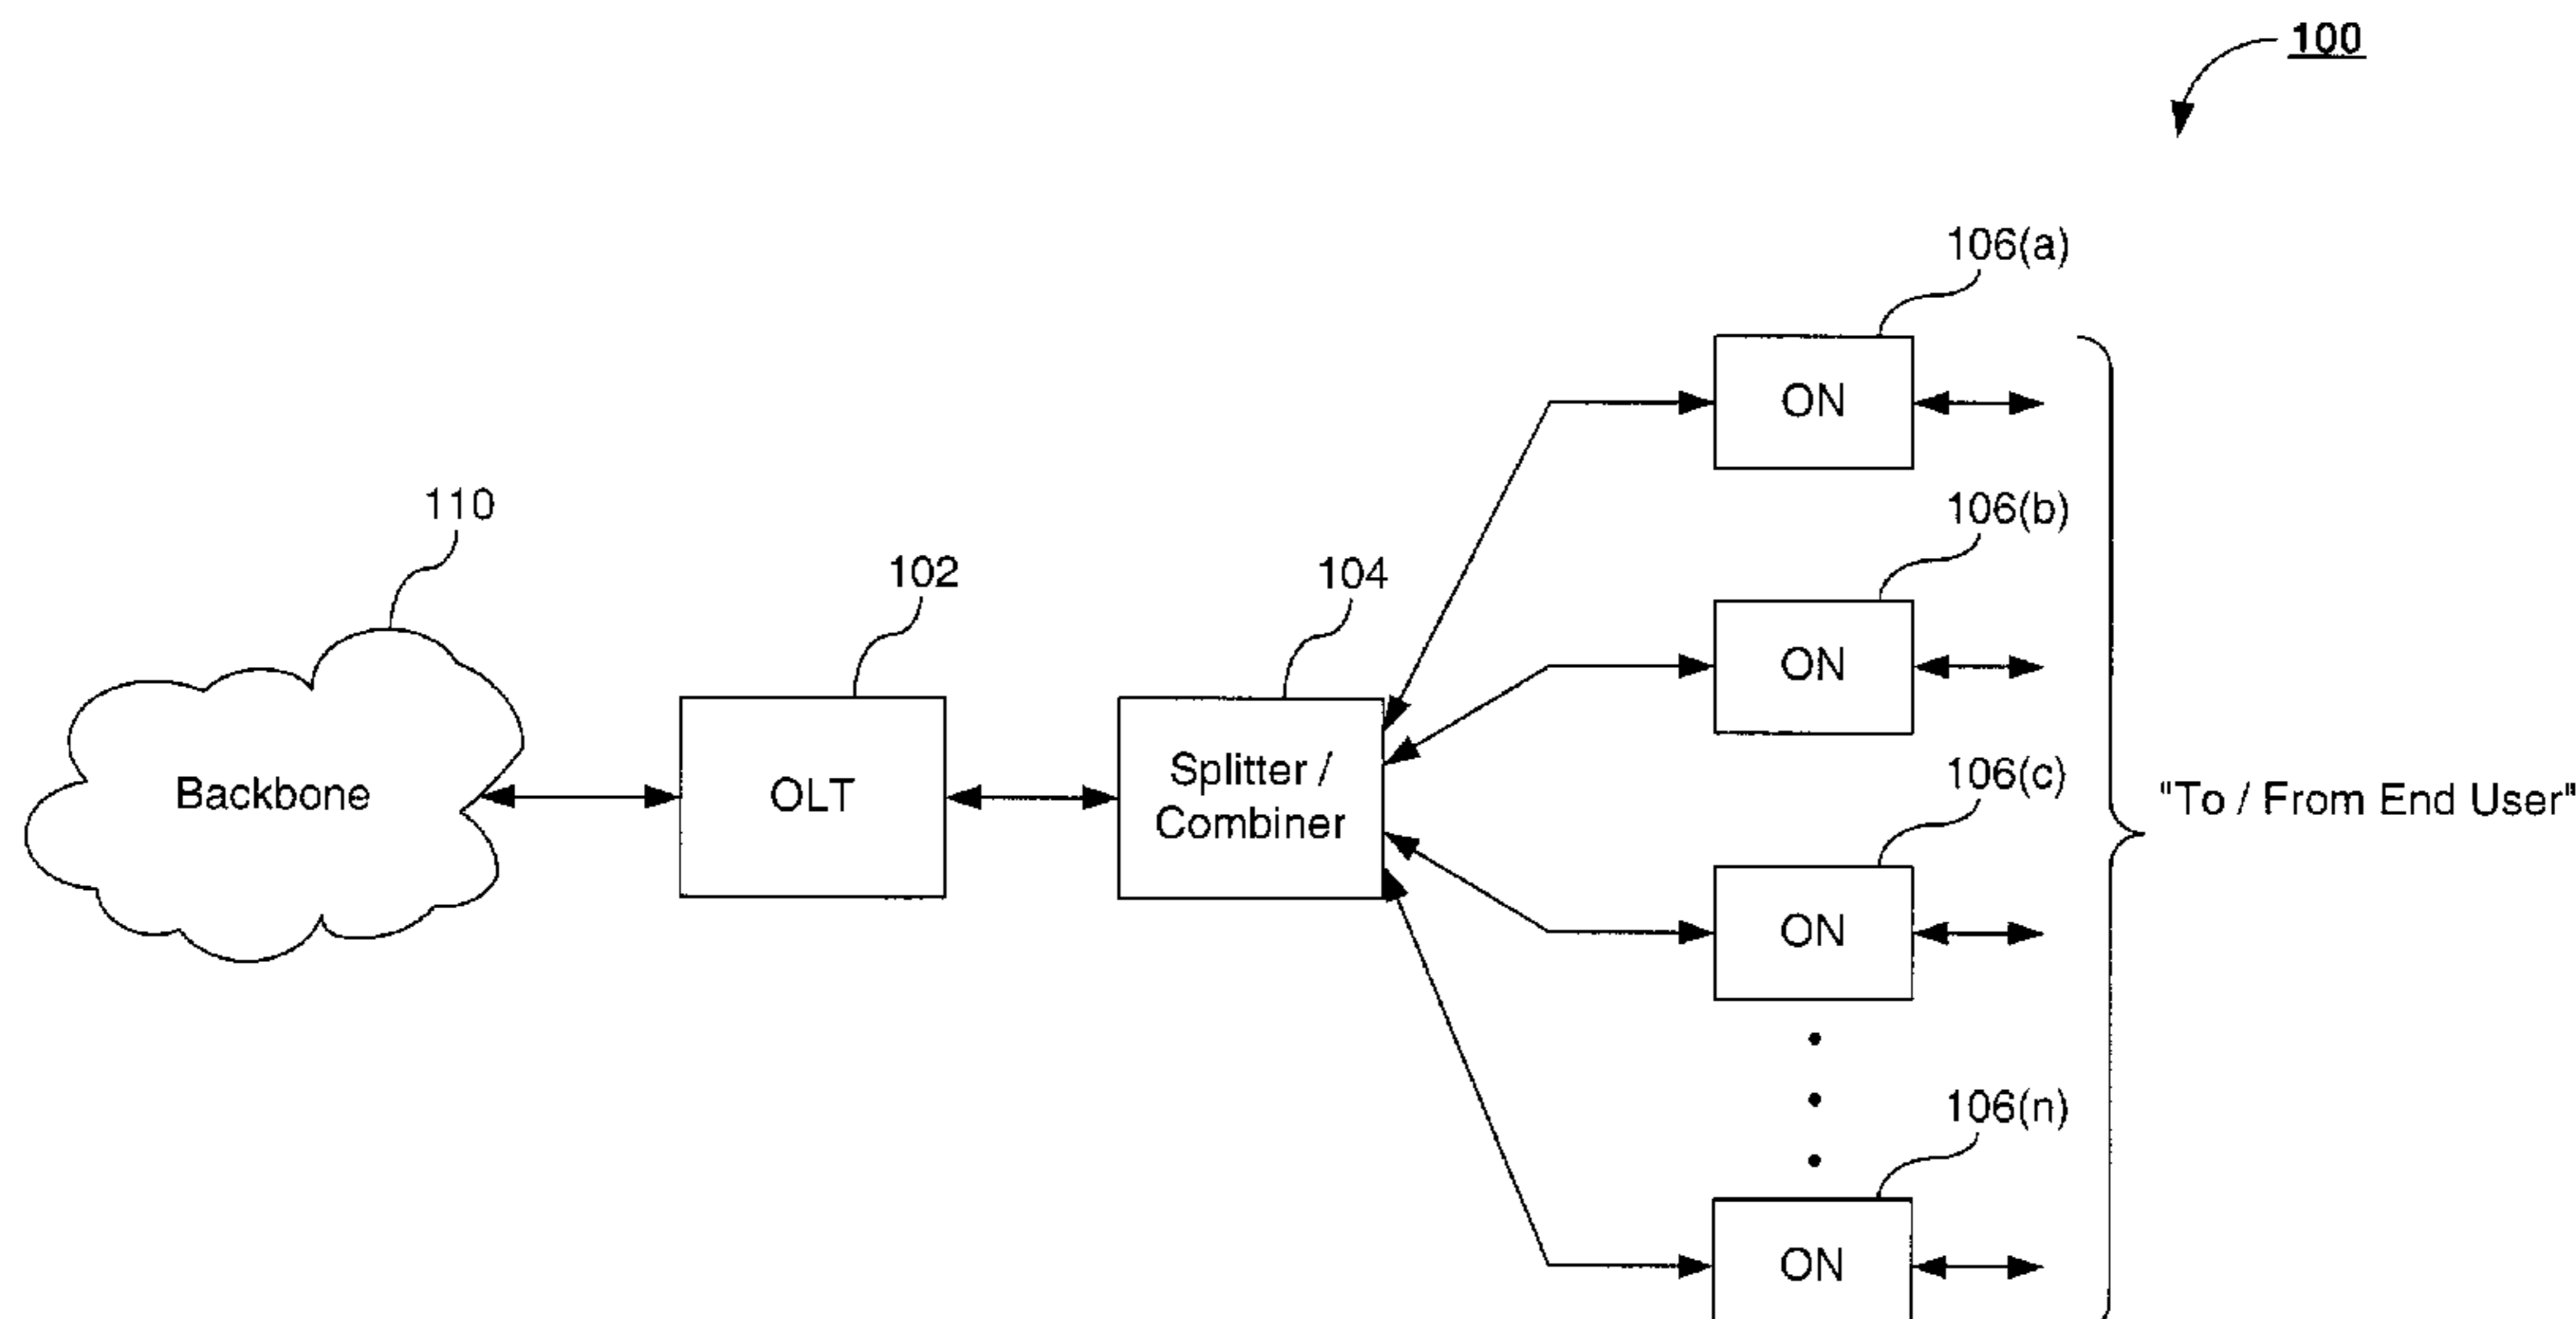 100
106(a)
ON
106(b)
110
ON
102
104
106(c)
Backbone
OLT
Splitter /
Combiner
"To / From End User"
ON
106(n)
ON